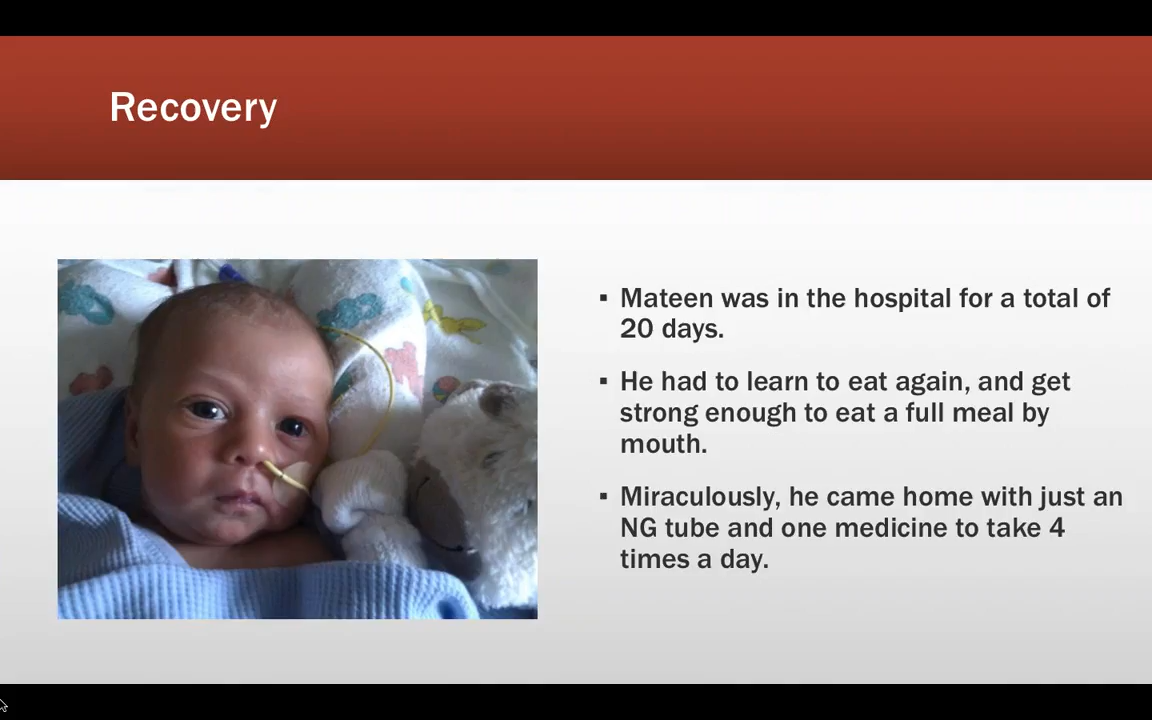 Recovery
▪ Mateen was in the hospital for a total of
20 days.
▪ He had to learn to eat again, and get
strong enough to eat a full meal by
mouth.
▪ Miraculously, he came home with just an
NG tube and one medicine to take 4
times a day.